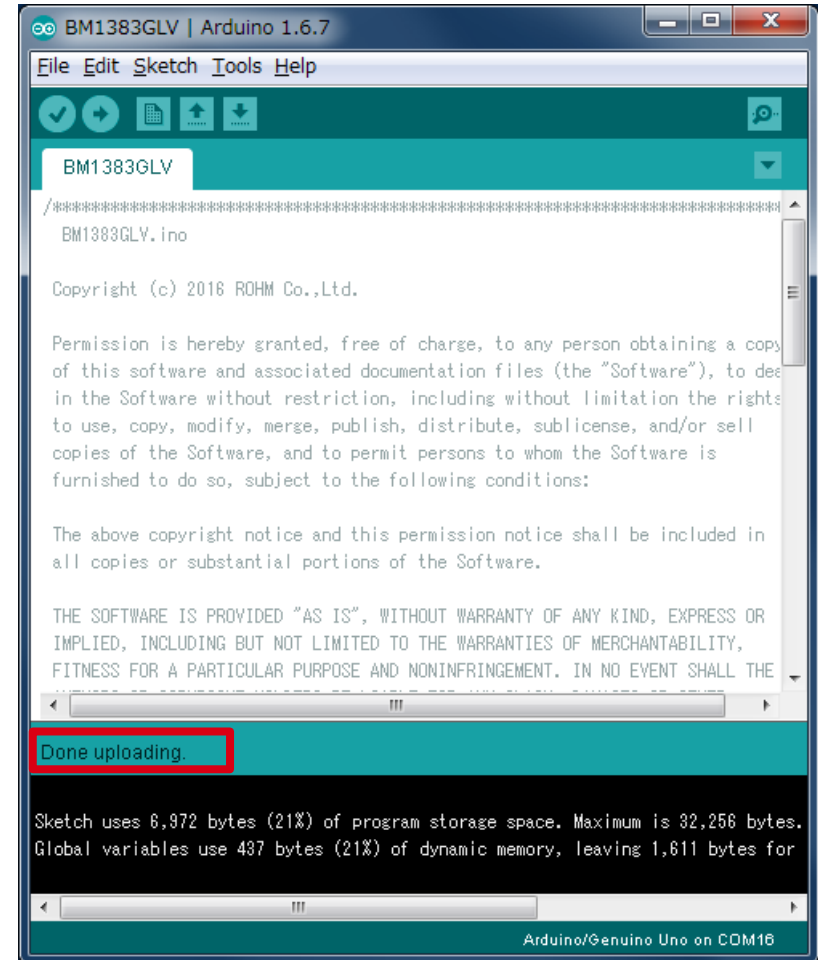 BM1383GLV | Arduino 1.6.7
File Edit Sketch Tools Help
BM1383GLV
/******************************************************************************
BM1383GLV.ino
Copyright (c) 2016 ROHM Co.,Ltd.
Permission is hereby granted, free of charge, to any person obtaining a copy
of this software and associated documentation files (the "Software"), to dea
in the Software without restriction, including without limitation the rights
to use, copy, modify, merge, publish, distribute, sublicense, and/or sell
copies of the Software, and to permit persons to whom the Software is
furnished to do so, subject to the following conditions:
The above copyright notice and this permission notice shall be included in
all copies or substantial portions of the Software.
THE SOFTWARE IS PROVIDED "AS IS", WITHOUT WARRANTY OF ANY KIND, EXPRESS OR
IMPLIED, INCLUDING BUT NOT LIMITED TO THE WARRANTIES OF MERCHANTABILITY,
FITNESS FOR A PARTICULAR PURPOSE AND NONINFRINGEMENT. IN NO EVENT SHALL THE
Done uploading.
Sketch uses 6,972 bytes (21%) of program storage space. Maximum is 32,256 bytes.
Global variables use 437 bytes (21%) of dynamic memory, leaving 1,611 bytes for
Arduino/Genuino Uno on COM16